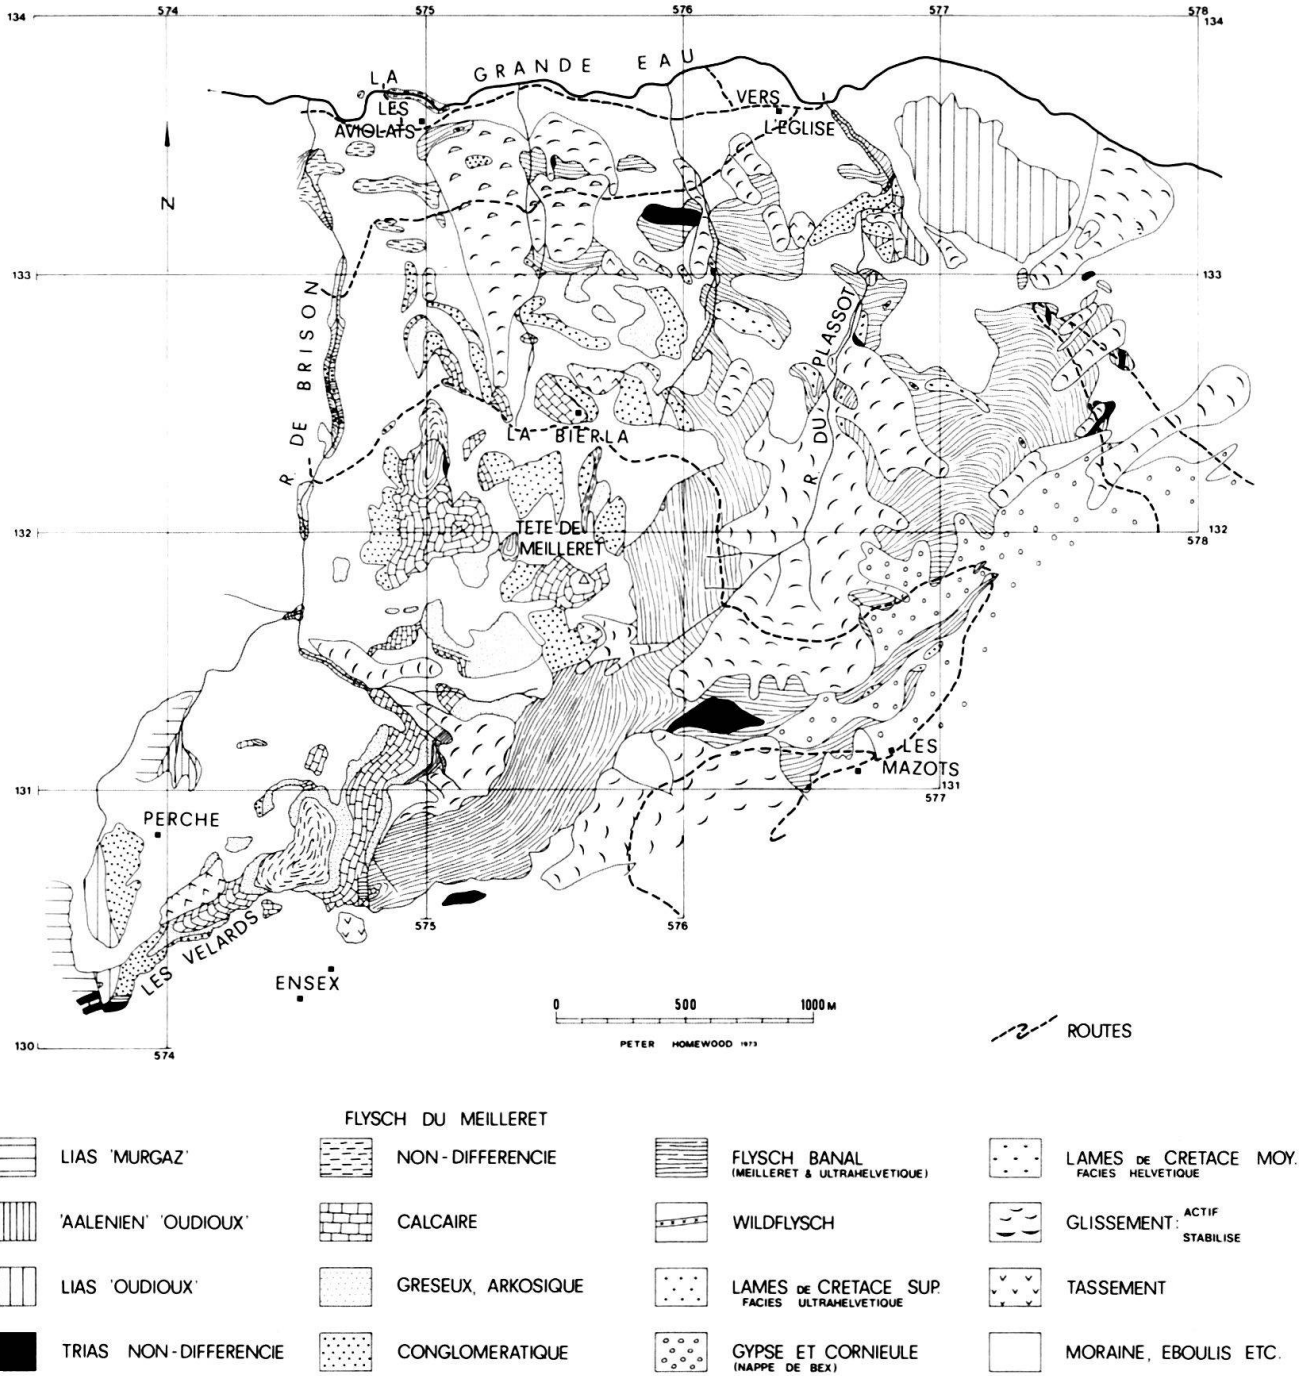 574
575
576
577
578
134
134
LA
GRANDE EAU
LES
AVIOLATS
VERS
L'EGLISE
N
133
133
R. DE BRISON
R. DU PLASSOT
LA BIERLA
132
132
578
TETE DE
MEILLERET
LES
MAZOTS
131
131
577
PERCHE
LES VELARDS
575
576
ENSEX
0 500 1000 M
PETER HOMEWOOD 1973
ROUTES
130
574
FLYSCH DU MEILLERET
LIAS 'MURGAZ'
'AALENIEN' 'OUDIOUX'
LIAS 'OUDIOUX'
TRIAS NON-DIFFERENCIE
NON-DIFFERENCIE
CALCAIRE
GRESEUX, ARKOSIQUE
CONGLOMERATIQUE
FLYSCH BANAL
(MEILLERET & ULTRAHELVETIQUE)
WILDFLYSCH
LAMES DE CRETACE SUP.
FACIES ULTRAHELVETIQUE
GYPSE ET CORNIEULE
(NAPPE DE BEX)
LAMES DE CRETACE MOY.
FACIES HELVETIQUE
GLISSEMENT: ACTIF
STABILISE
TASSEMENT
MORAINE, EBOULIS ETC.